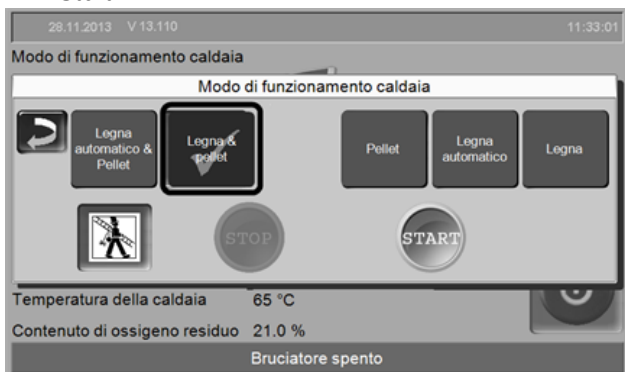 28.11.2013 V 13.110 11:33:01
Modo di funzionamento caldaia
Modo di funzionamento caldaia
Legna automatico & Pellet
Legna & pellet
Pellet
Legna automatico
Legna
STOP
START
Temperatura della caldaia 65 °C
Contenuto di ossigeno residuo 21.0 %
Bruciatore spento